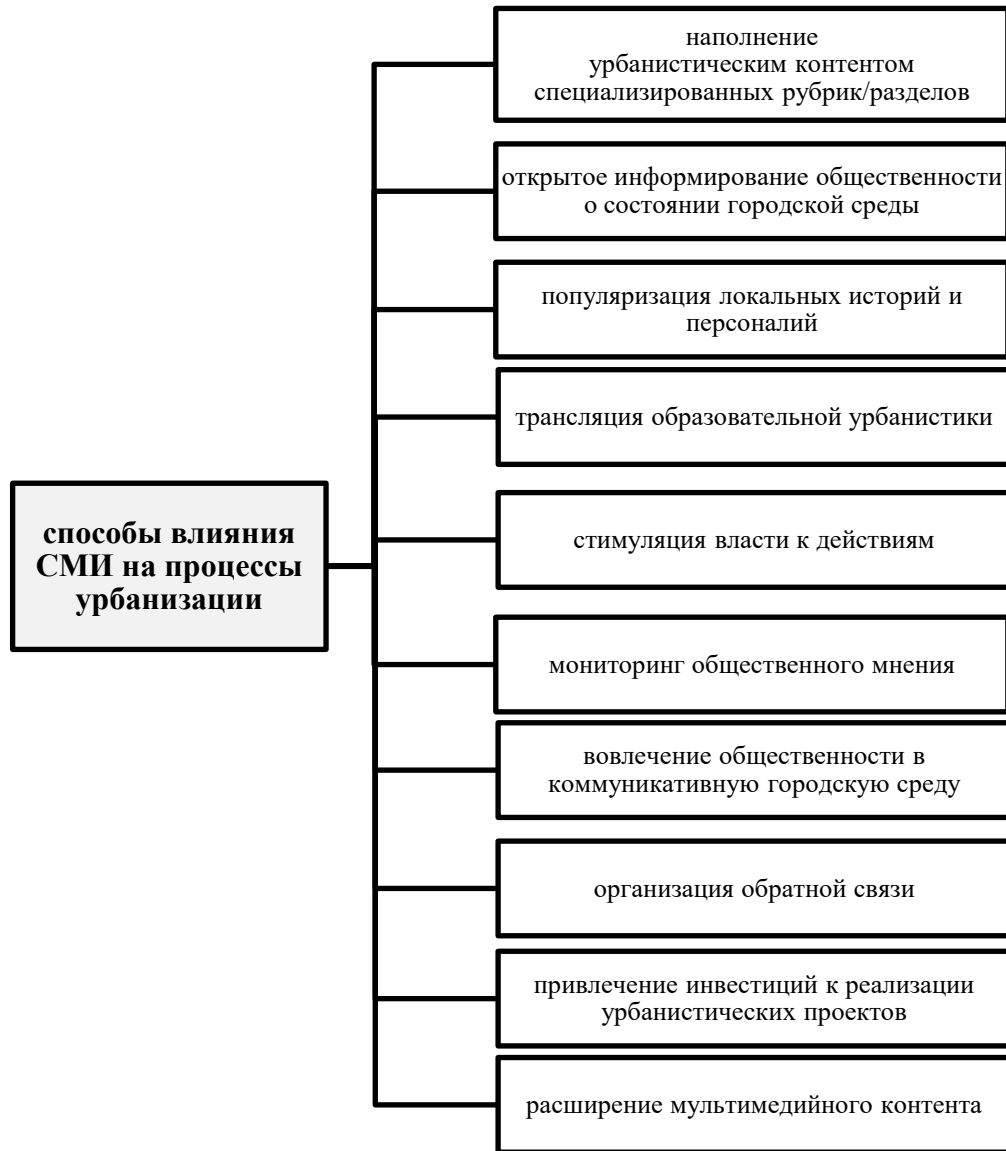 наполнение
урбанистическим контентом
специализированных рубрик/разделов
открытое информирование общественности
о состоянии городской среды
популяризация локальных историй и
персоналий
трансляция образовательной урбанистики
способы влияния
СМИ на процессы
урбанизации
стимуляция власти к действиям
мониторинг общественного мнения
вовлечение общественности в
коммуникативную городскую среду
организация обратной связи
привлечение инвестиций к реализации
урбанистических проектов
расширение мультимедийного контента